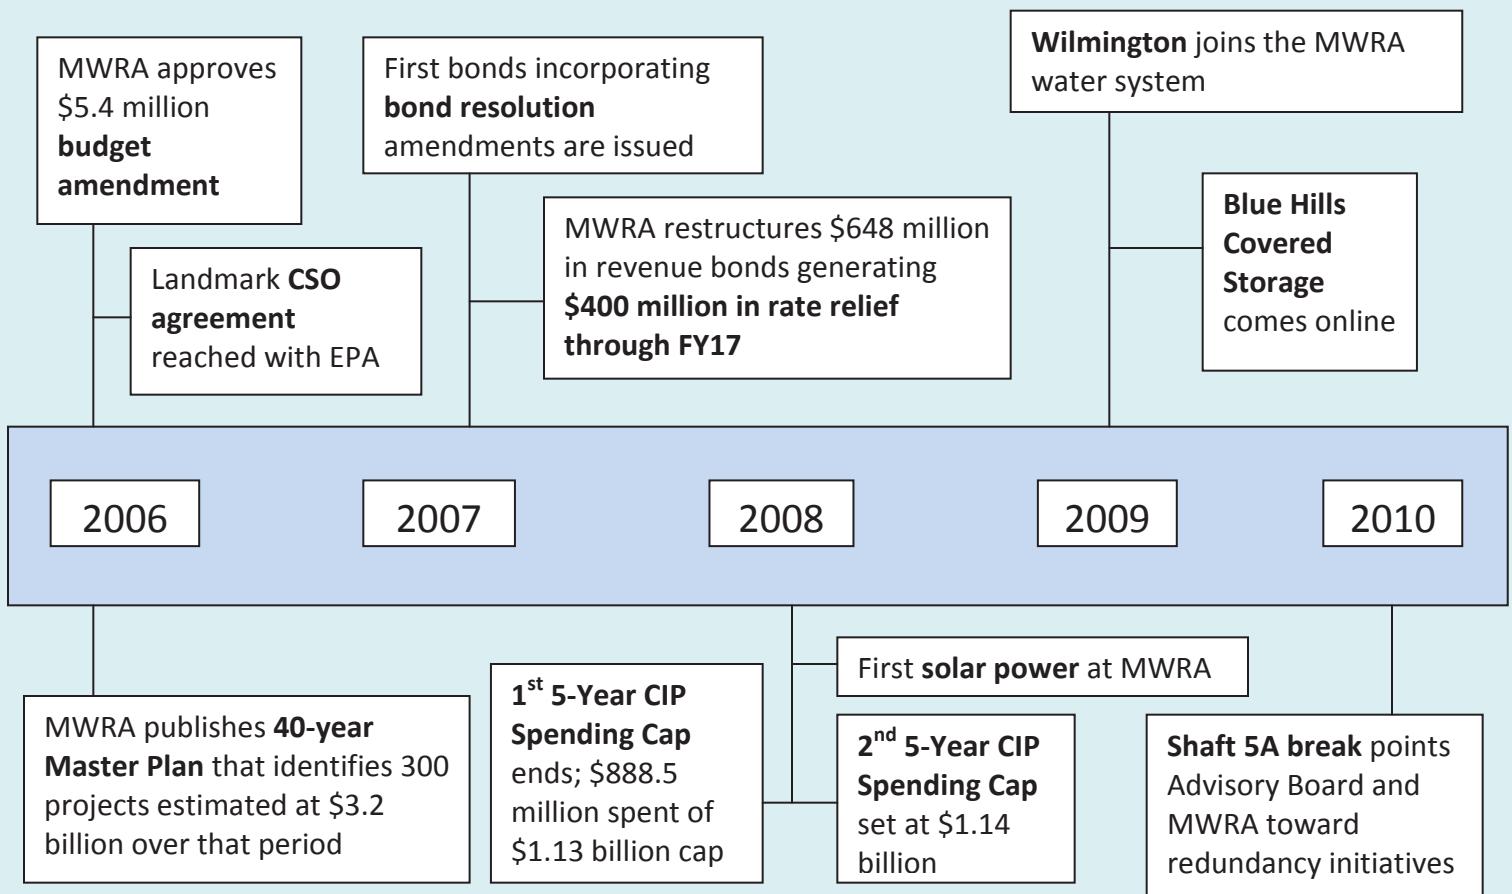 MWRA approves
$5.4 million
budget
amendment
Landmark CSO
agreement
reached with EPA
First bonds incorporating
bond resolution
amendments are issued
MWRA restructures $648 million
in revenue bonds generating
$400 million in rate relief
through FY17
Wilmington joins the MWRA
water system
Blue Hills
Covered
Storage
comes online
2006
2007
2008
2009
2010
MWRA publishes 40-year
Master Plan that identifies 300
projects estimated at $3.2
billion over that period
1st 5-Year CIP
Spending Cap
ends; $888.5
million spent of
$1.13 billion cap
First solar power at MWRA
2nd 5-Year CIP
Spending Cap
set at $1.14
billion
Shaft 5A break points
Advisory Board and
MWRA toward
redundancy initiatives